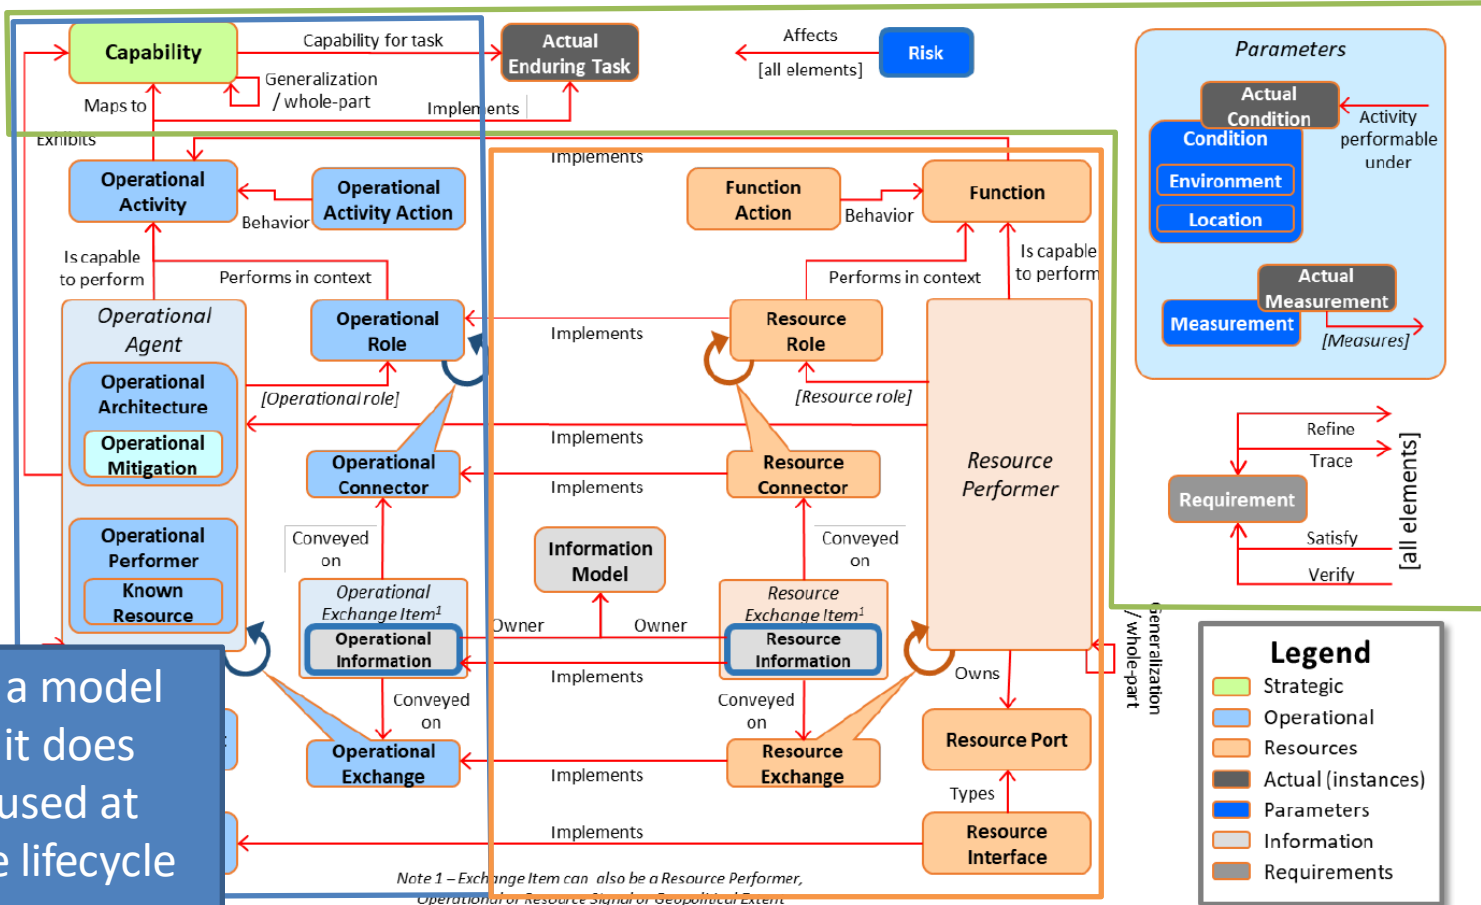 Capability
Capability for task
Actual
Enduring Task
Affects
[all elements]
Risk
Generalization
/ whole-part
Maps to
Implements
Exhibits
Parameters
Actual
Condition
Activity
performable
under
Condition
Environment
Location
Actual
Measurement
Measurement
[Measures]
Operational
Activity
Operational
Activity Action
Behavior
Implements
Function
Action
Behavior
Function
Is capable
to perform
Performs in context
Performs in context
Is capable
to perform
Operational
Agent
Operational
Role
Implements
Resource
Role
Operational
Architecture
Operational
Mitigation
[Operational role]
[Resource role]
Implements
Operational
Connector
Implements
Resource
Connector
Resource
Performer
Refine
Trace
Requirement
Satisfy
Verify
[all elements]
Operational
Performer
Known
Resource
Conveyed
on
Information
Model
Conveyed
on
Operational
Exchange Item1
Operational
Information
Owner
Owner
Resource
Exchange Item1
Resource
Information
Implements
Generalization
/ whole-part
Conveyed
on
Conveyed
on
Owns
Operational
Exchange
Implements
Resource
Exchange
Resource Port
Types
Implements
Resource
Interface
a model
it does
used at
lifecycle
Note 1 – Exchange Item can also be a Resource Performer,
Operational or Resource Signal or Geopolitical Extent
Legend
Strategic
Operational
Resources
Actual (instances)
Parameters
Information
Requirements